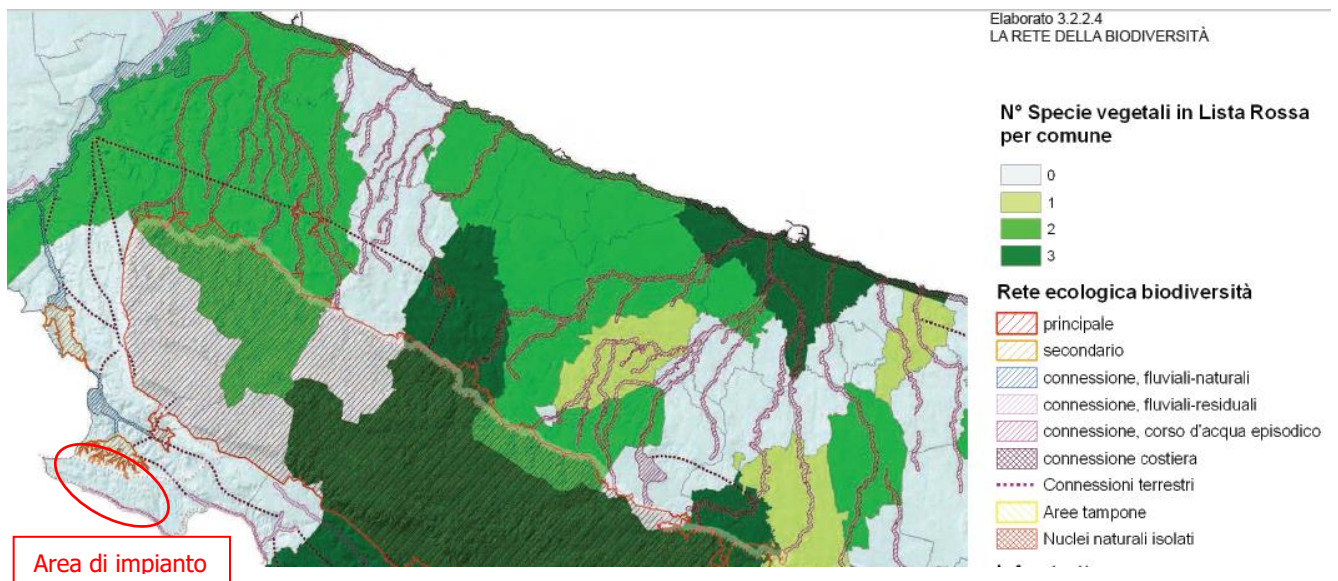 Elaborato 3.2.2.4
LA RETE DELLA BIODIVERSITÀ
N° Specie vegetali in Lista Rossa
per comune
0
1
2
3
Rete ecologica biodiversità
principale
secondario
connessione, fluviali-naturali
connessione, fluviali-residuali
connessione, corso d'acqua episodico
connessione costiera
Connessioni terrestri
Aree tampone
Nuclei naturali isolati
Area di impianto